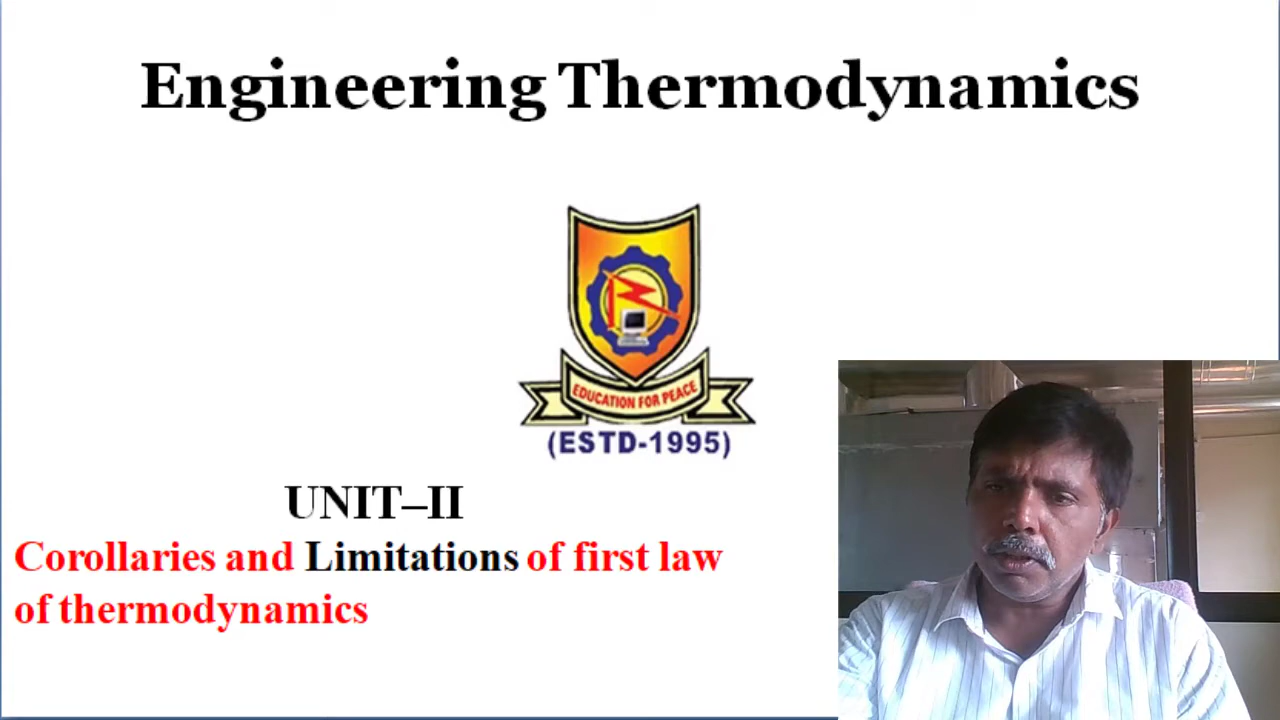 Engineering Thermodynamics
EDUCATION FOR PEACE
(ESTD-1995)
UNIT–II
Corollaries and Limitations of first law
of thermodynamics